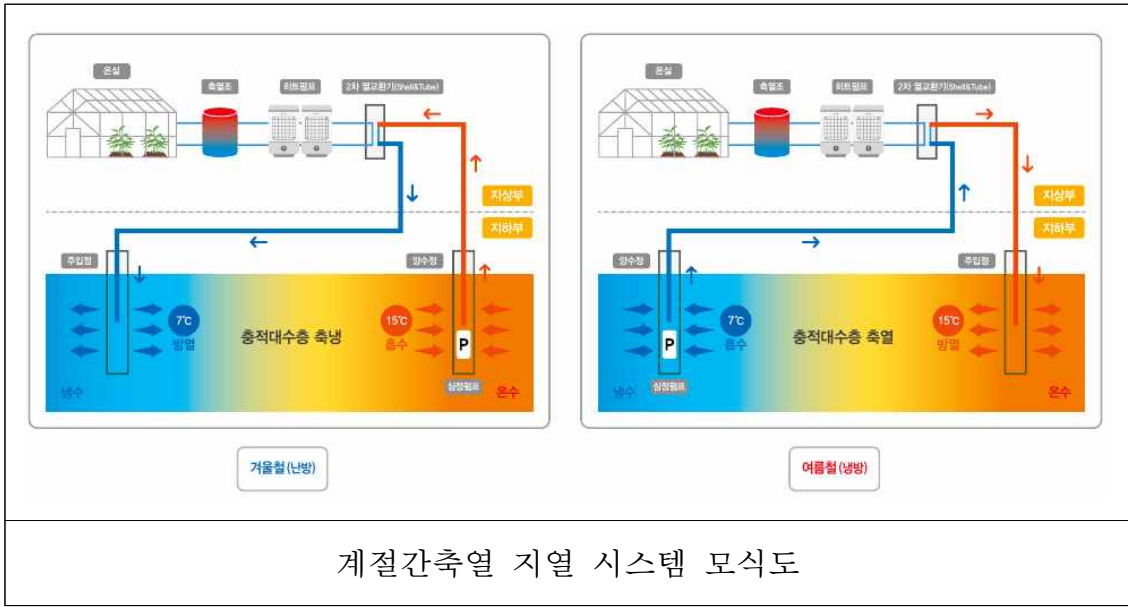 온실
축열조
히트펌프
2차 열교환기(Shell&Tube)
지상부
지하부
주입정
양수정
7℃
방열
충적대수층 축냉
15℃
흡수
P
냉수
심정펌프
온수
겨울철(난방)
온실
축열조
히트펌프
2차 열교환기(Shell&Tube)
지상부
지하부
양수정
주입정
7℃
흡수
충적대수층 축열
15℃
방열
P
냉수
심정펌프
온수
여름철(냉방)
계절간축열 지열 시스템 모식도